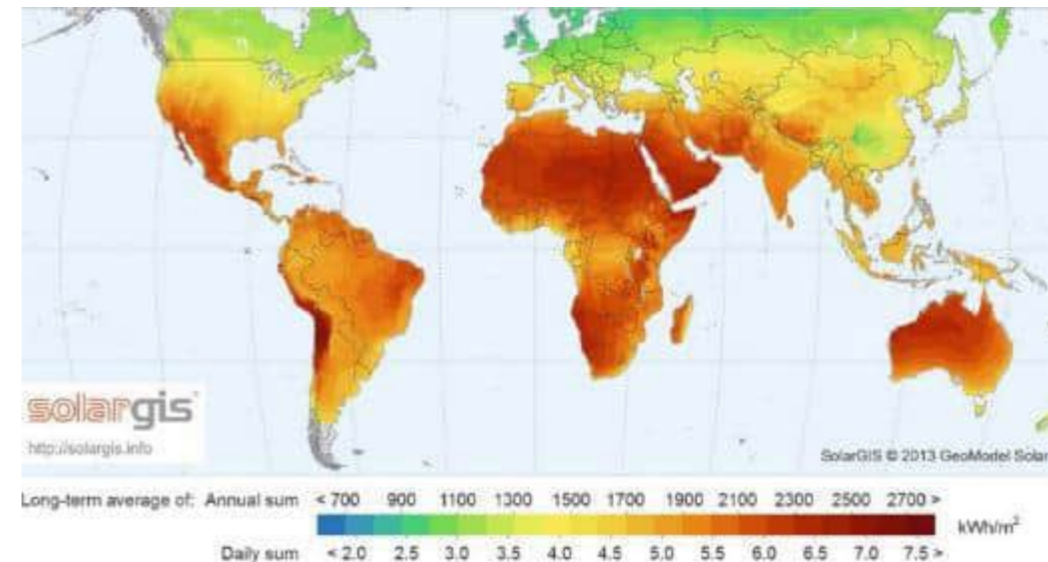 solargis
http://solargis.info
SolarGIS © 2013 GeoModel Solar
Long-term average of: Annual sum < 700 900 1100 1300 1500 1700 1900 2100 2300 2500 2700 > kWh/m²
Daily sum < 2.0 2.5 3.0 3.5 4.0 4.5 5.0 5.5 6.0 6.5 7.0 7.5 >